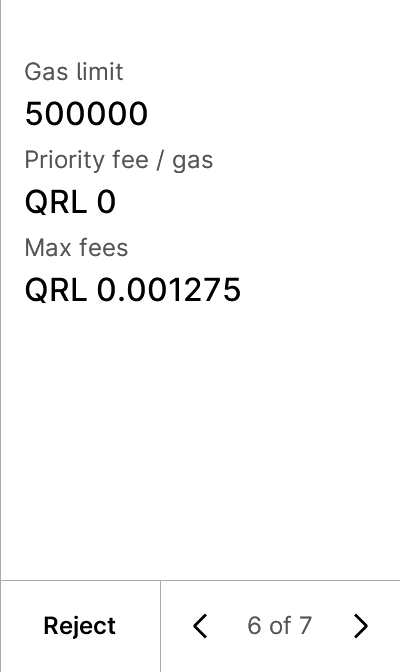 Gas limit
500000
Priority fee / gas
QRL 0
Max fees
QRL 0.001275
Reject
6 of 7